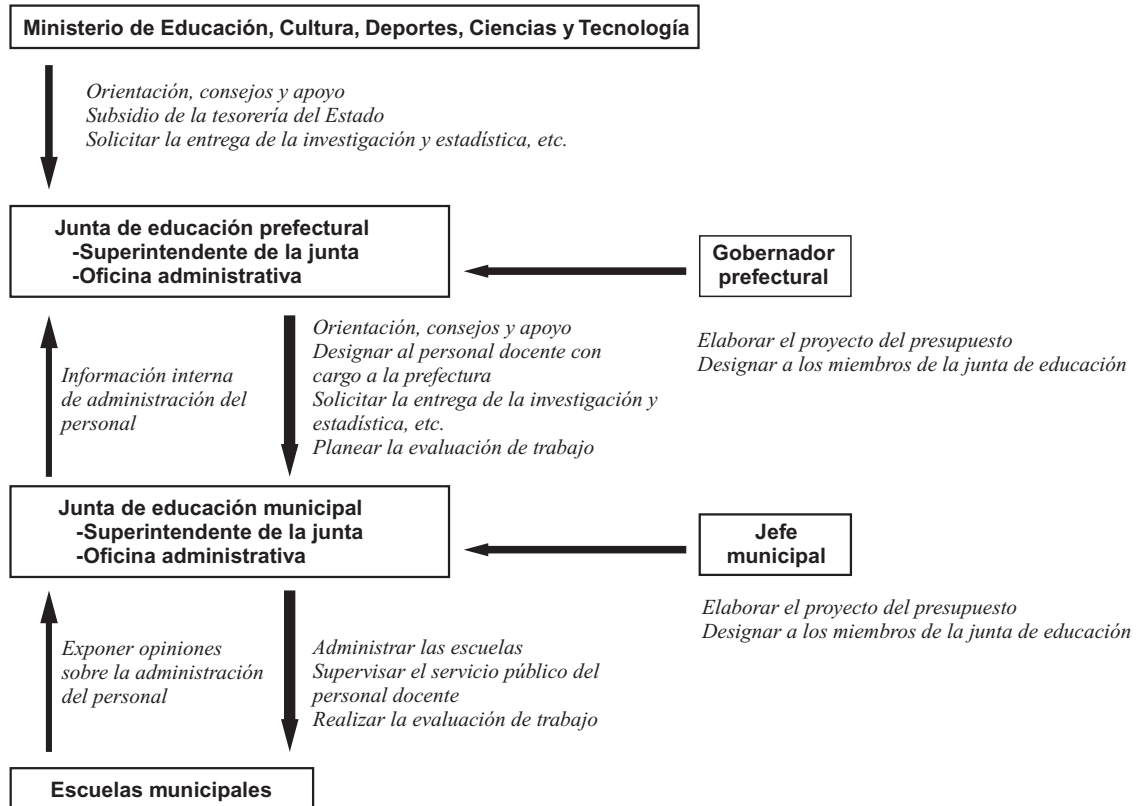 Ministerio de Educación, Cultura, Deportes, Ciencias y Tecnología
Orientación, consejos y apoyo
Subsidio de la tesorería del Estado
Solicitar la entrega de la investigación y estadística, etc.
Junta de educación prefectural
-Superintendente de la junta
-Oficina administrativa
Gobernador
prefectural
Elaborar el proyecto del presupuesto
Designar a los miembros de la junta de educación
Información interna
de administración del
personal
Orientación, consejos y apoyo
Designar al personal docente con
cargo a la prefectura
Solicitar la entrega de la investigación y
estadística, etc.
Planear la evaluación de trabajo
Junta de educación municipal
-Superintendente de la junta
-Oficina administrativa
Jefe
municipal
Elaborar el proyecto del presupuesto
Designar a los miembros de la junta de educación
Exponer opiniones
sobre la administración
del personal
Administrar las escuelas
Supervisar el servicio público del
personal docente
Realizar la evaluación de trabajo
Escuelas municipales